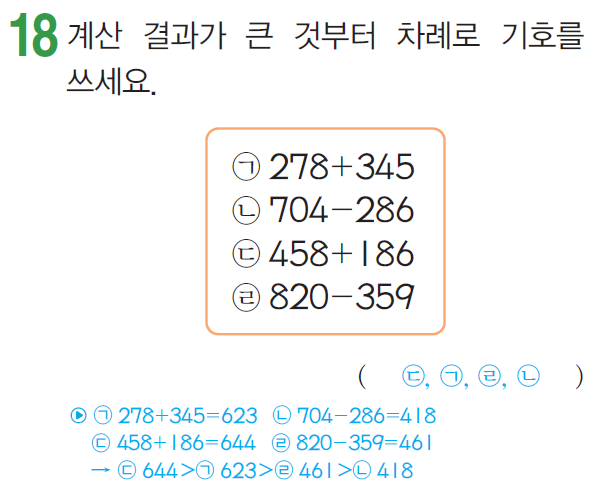 18 계산 결과가 큰 것부터 차례로 기호를
쓰세요.
㉠ 278+345
㉡ 704-286
㉢ 458+186
㉣ 820-359
( ㉢, ㉠, ㉣, ㉡ )
▶ ㉠ 278+345=623 ㉡ 704-286=418
㉢ 458+186=644 ㉣ 820-359=461
→ ㉢ 644>㉠ 623>㉣ 461>㉡ 418